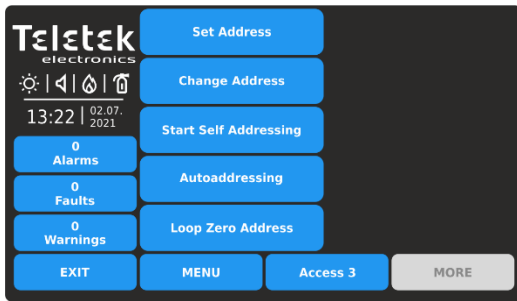 Teletek
electronics
13:22 02.07.
2021
0
Alarms
0
Faults
0
Warnings
Set Address
Change Address
Start Self Addressing
Autoaddressing
Loop Zero Address
EXIT
MENU
Access 3
MORE